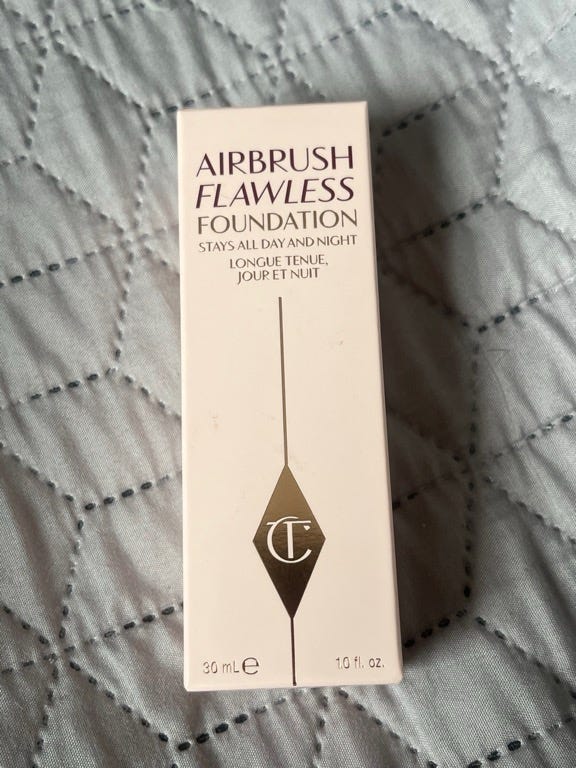 AIRBRUSH
FLAWLESS
FOUNDATION
STAYS ALL DAY AND NIGHT
LONGUE TENUE,
JOUR ET NUIT
CT
30 mL e 1.0 fl. oz.